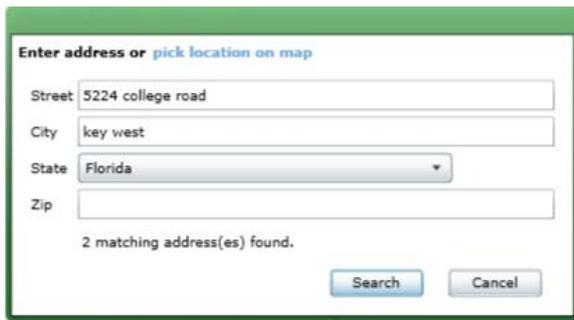 Enter address or pick location on map
Street 5224 college road
City key west
State Florida
Zip
2 matching address(es) found.
Search Cancel